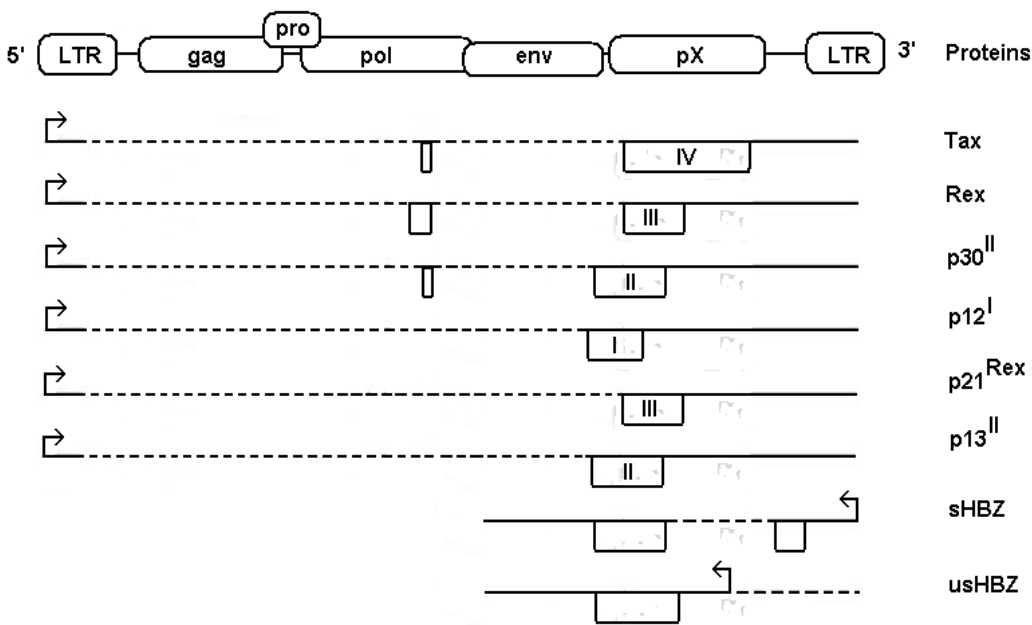 5' LTR gag pro pol env pX LTR 3' Proteins
Tax
IV
Rex
III
p30II
II
p12I
I
p21Rex
III
p13II
II
sHBZ
usHBZ